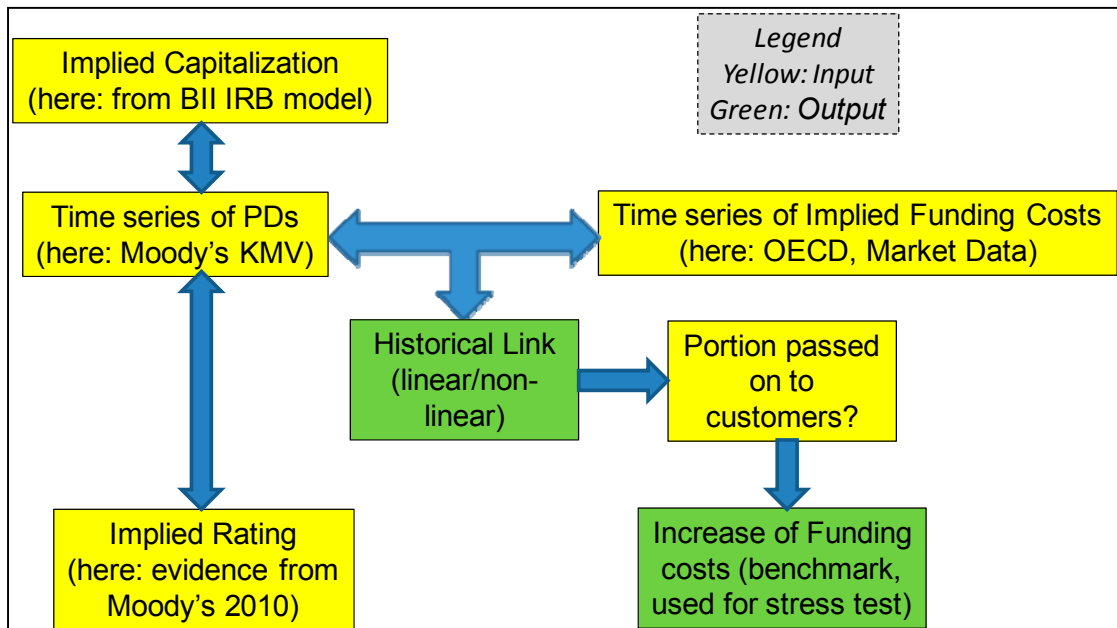 Implied Capitalization
(here: from BII IRB model)
Legend
Yellow: Input
Green: Output
Time series of PDs
(here: Moody's KMV)
Time series of Implied Funding Costs
(here: OECD, Market Data)
Historical Link
(linear/non-
linear)
Portion passed
on to
customers?
Implied Rating
(here: evidence from
Moody's 2010)
Increase of Funding
costs (benchmark,
used for stress test)